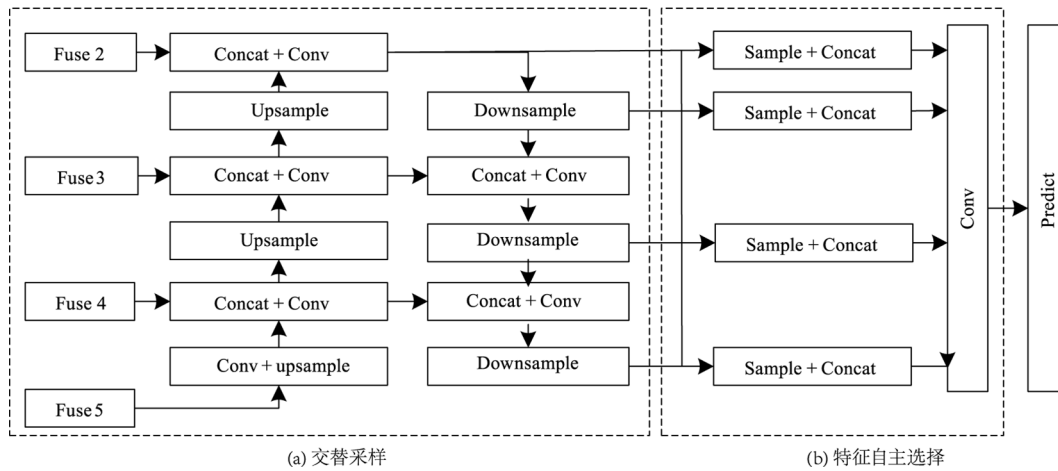 Fuse 2
Concat + Conv
Sample + Concat
Upsample
Downsample
Sample + Concat
Fuse 3
Concat + Conv
Concat + Conv
Conv
Predict
Upsample
Downsample
Sample + Concat
Fuse 4
Concat + Conv
Concat + Conv
Conv + upsample
Downsample
Sample + Concat
Fuse 5
(a) 交替采样
(b) 特征自主选择